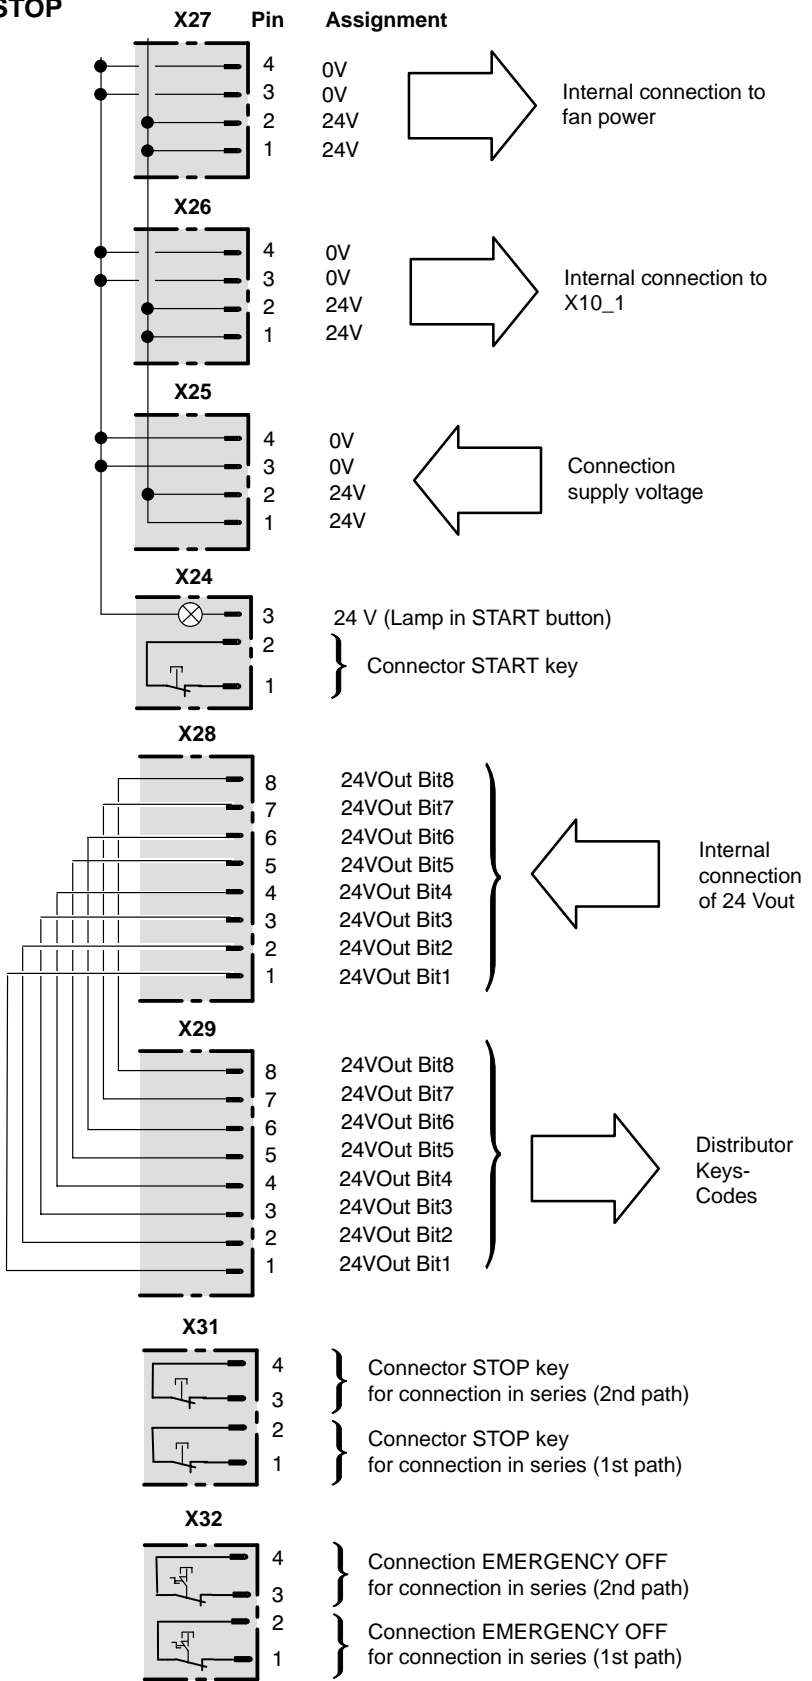 STOP
X27 Pin Assignment
4 0V
3 0V
2 24V
1 24V
Internal connection to
fan power
X26
4 0V
3 0V
2 24V
1 24V
Internal connection to
X10_1
X25
4 0V
3 0V
2 24V
1 24V
Connection
supply voltage
X24
3 24 V (Lamp in START button)
2
1
Connector START key
X28
8 24VOut Bit8
7 24VOut Bit7
6 24VOut Bit6
5 24VOut Bit5
4 24VOut Bit4
3 24VOut Bit3
2 24VOut Bit2
1 24VOut Bit1
Internal
connection
of 24 Vout
X29
8 24VOut Bit8
7 24VOut Bit7
6 24VOut Bit6
5 24VOut Bit5
4 24VOut Bit4
3 24VOut Bit3
2 24VOut Bit2
1 24VOut Bit1
Distributor
Keys-
Codes
X31
4 Connector STOP key
3 for connection in series (2nd path)
2 Connector STOP key
1 for connection in series (1st path)
X32
4 Connection EMERGENCY OFF
3 for connection in series (2nd path)
2 Connection EMERGENCY OFF
1 for connection in series (1st path)